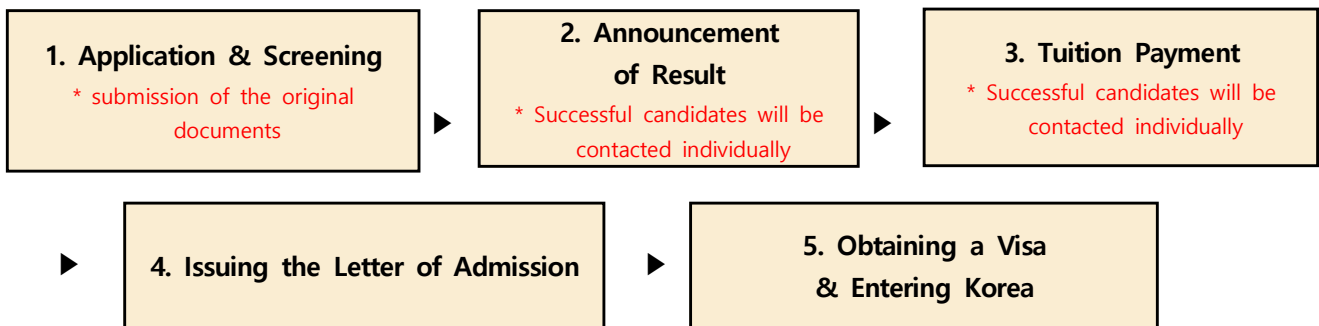 1. Application & Screening
* submission of the original
documents
▶
2. Announcement
of Result
* Successful candidates will be
contacted individually
▶
3. Tuition Payment
* Successful candidates will be
contacted individually
▶
4. Issuing the Letter of Admission
▶
5. Obtaining a Visa
& Entering Korea